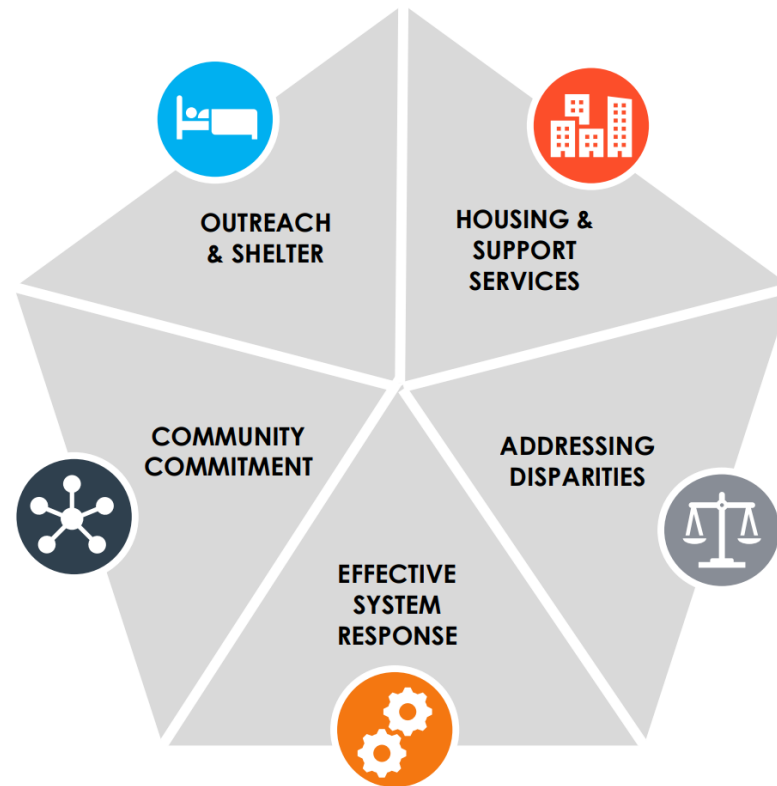 OUTREACH
& SHELTER
HOUSING &
SUPPORT
SERVICES
COMMUNITY
COMMITMENT
ADDRESSING
DISPARITIES
EFFECTIVE
SYSTEM
RESPONSE